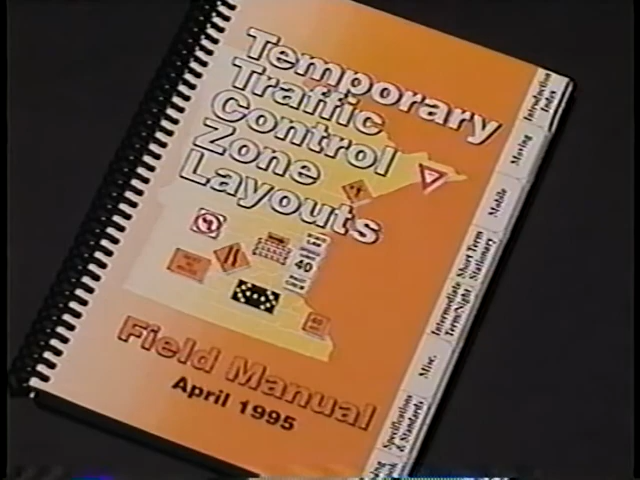 Temporary
Traffic
Control
Zone
Layouts
40
Field Manual
April 1995
Introduction
Index
Moving
Mobile
Short Term
Stationary
Intermediate
Term/Night
Misc.
Specifications
& Standards